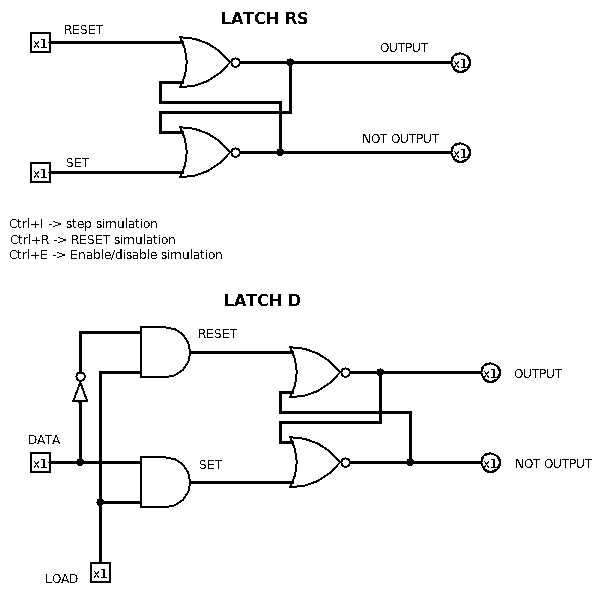 LATCH RS
RESET
x1
OUTPUT
x1
NOT OUTPUT
x1
SET
x1
Ctrl+I -> step simulation
Ctrl+R -> RESET simulation
Ctrl+E -> Enable/disable simulation
LATCH D
RESET
x1
OUTPUT
DATA
x1
SET
x1
NOT OUTPUT
LOAD
x1